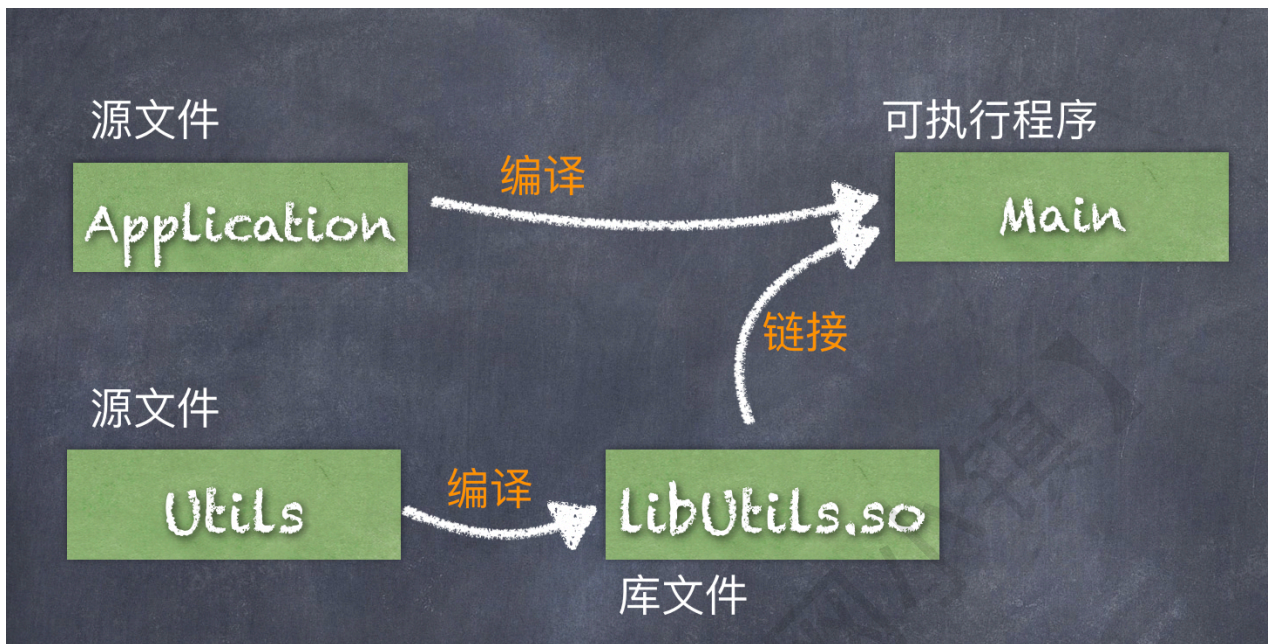 源文件
可执行程序
编译
Application
Main
链接
源文件
编译
Utils
libUtils.so
库文件